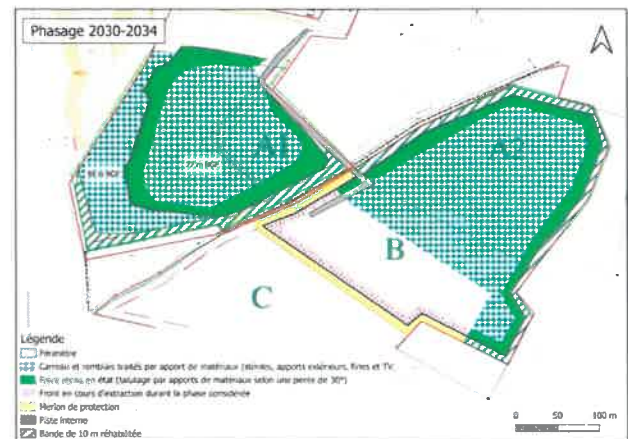 Phasage 2030-2034
A1
A2
B
C
Légende
Périmètre
Carreau et remblais traités par apport de matériaux (stériles, apports extérieurs, fines et TV
en état (talutage par apports de matériaux selon une pente de 30°)
Front en cours d'extraction durant la phase considérée
Merlon de protection
Piste interne
Bande de 10 m réhabilitée
0 50 100 m